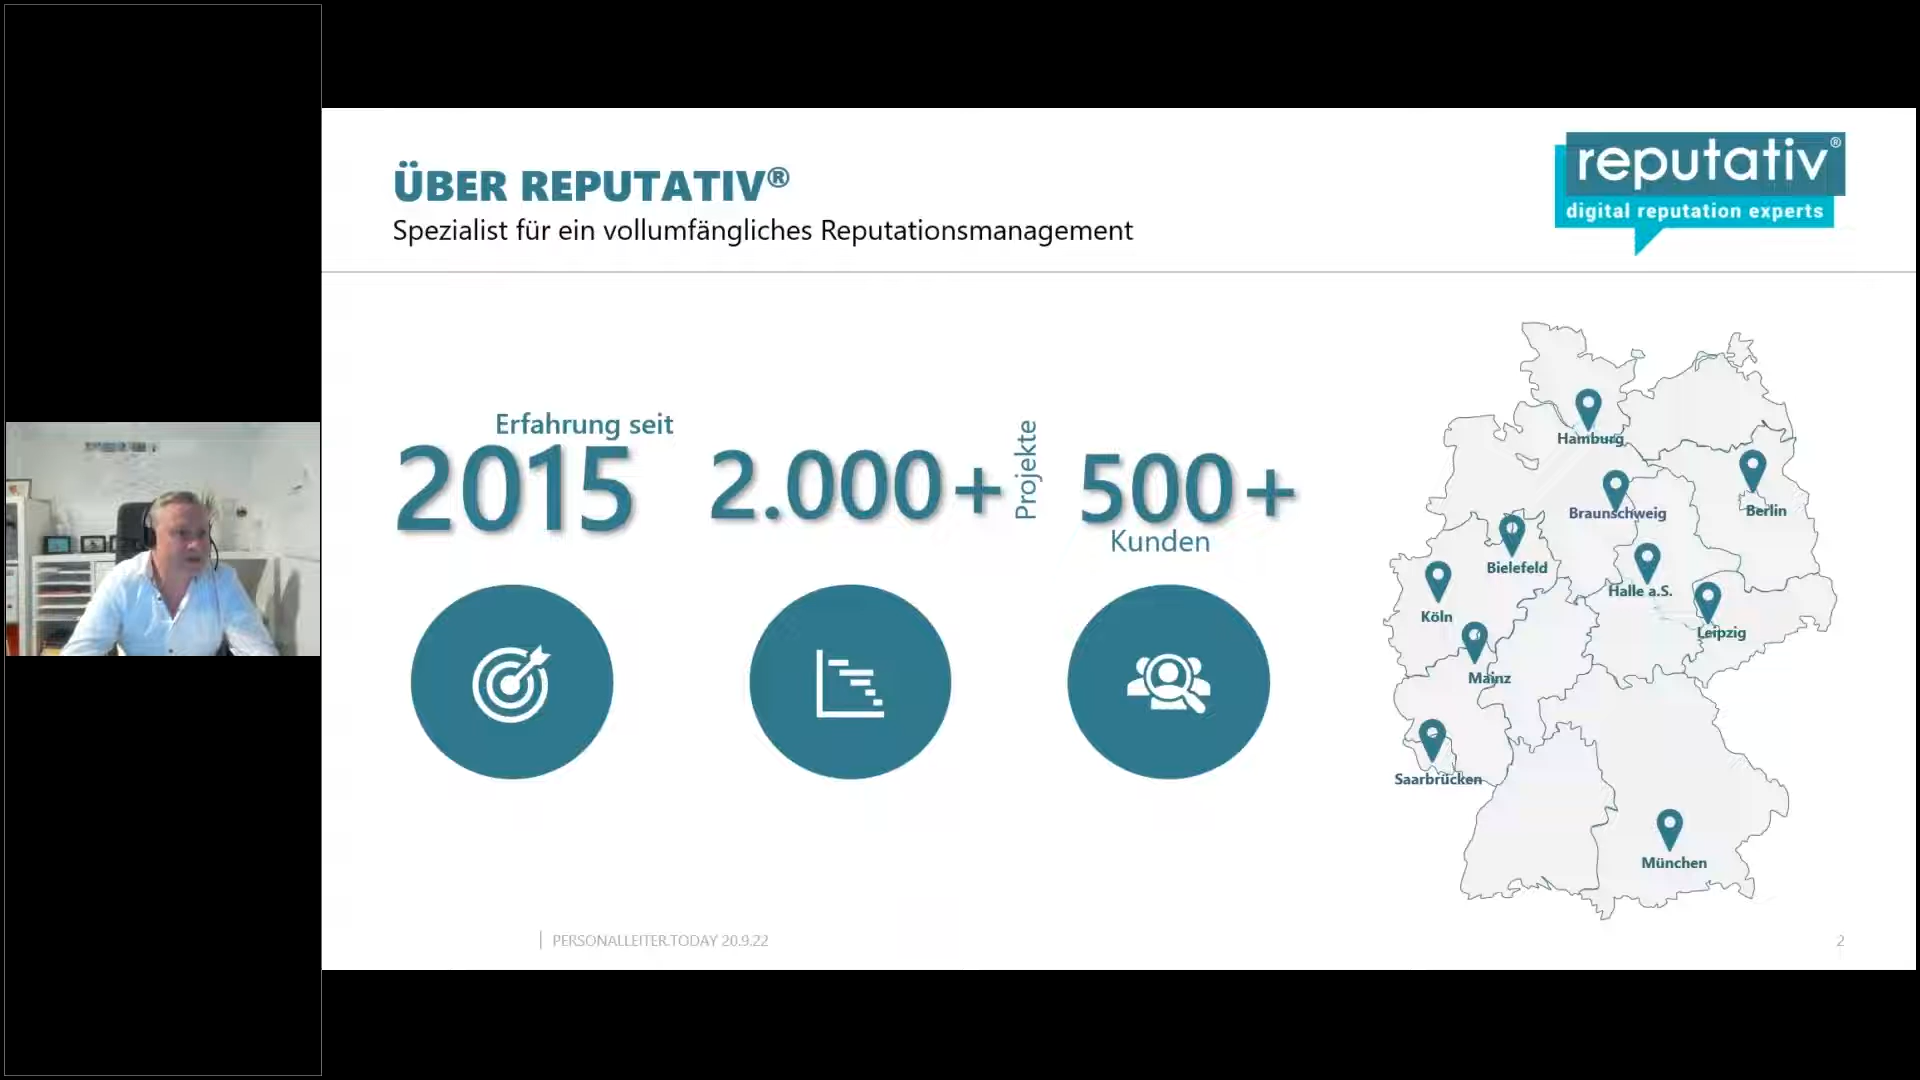 ÜBER REPUTATIV®
Spezialist für ein vollumfängliches Reputationsmanagement
reputativ®
digital reputation experts
Erfahrung seit
2015
2.000+
Projekte
500+
Kunden
Hamburg
Berlin
Braunschweig
Bielefeld
Halle a.S.
Köln
Leipzig
Mainz
Saarbrücken
München
PERSONALLEITER.TODAY 20.9.22
2